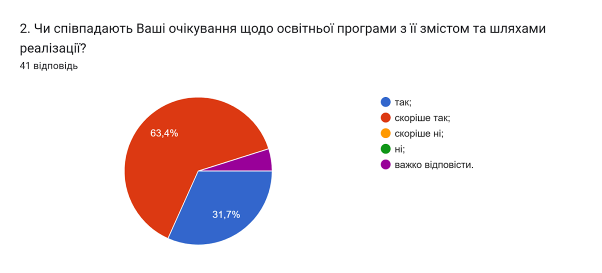 2. Чи співпадають Ваші очікування щодо освітньої програми з її змістом та шляхами
реалізації?
41 відповідь
63,4%
31,7%
так;
скоріше так;
скоріше ні;
ні;
важко відповісти.